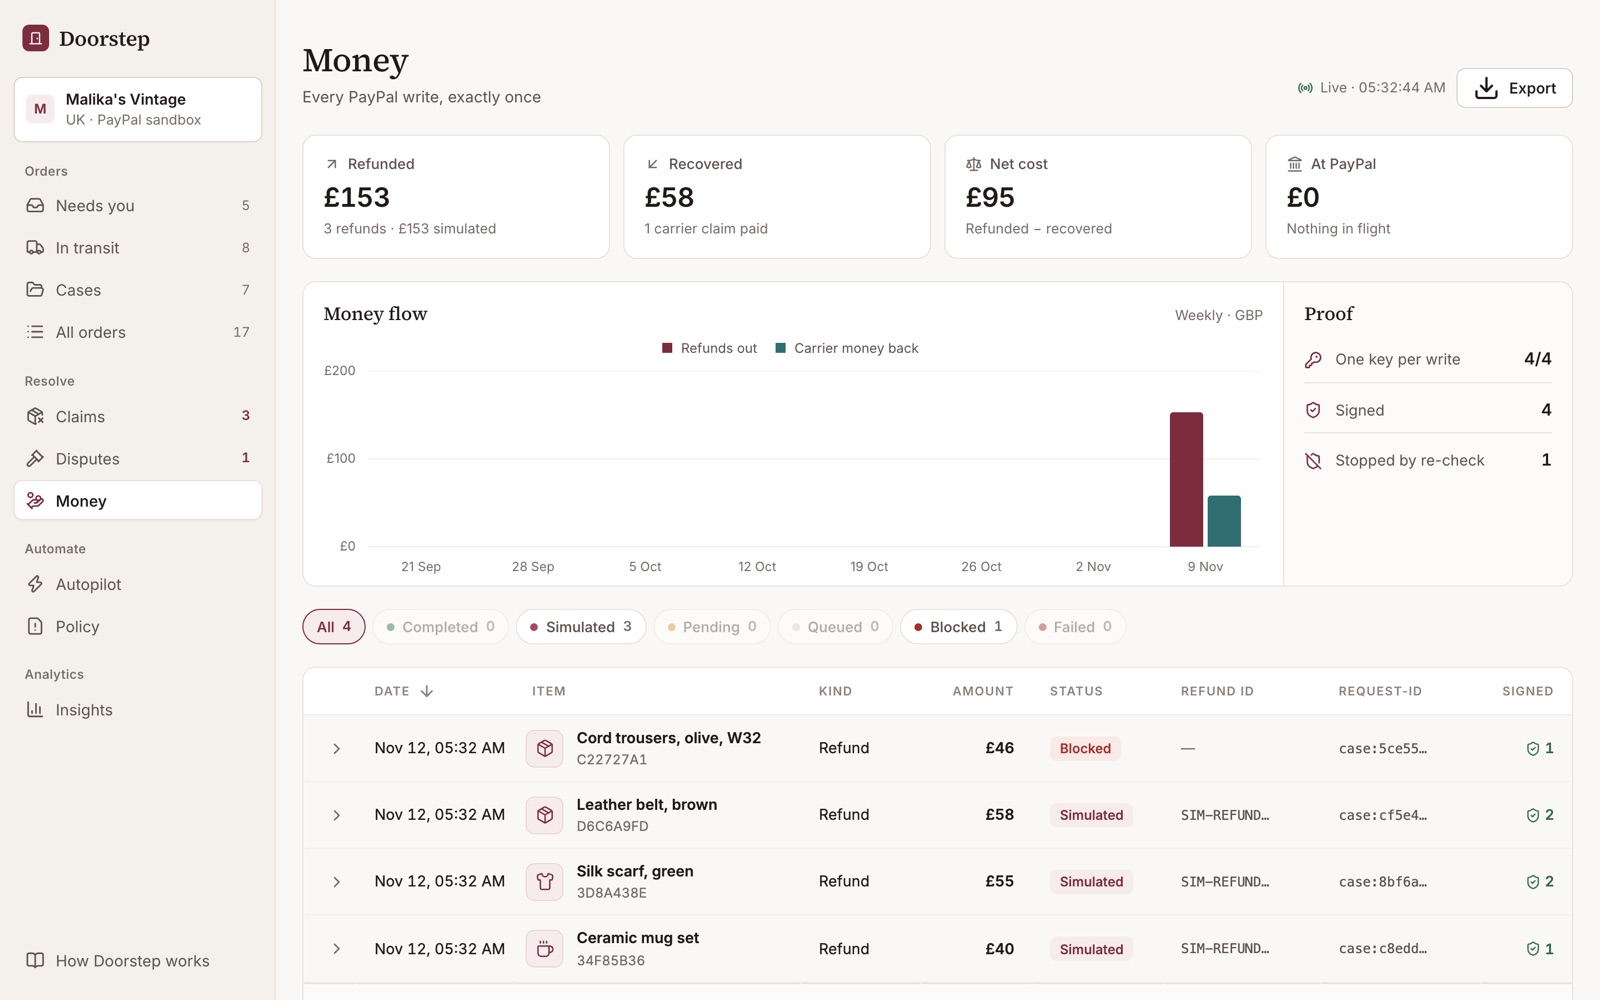 Doorstep
M
Malika's Vintage
UK · PayPal sandbox
Orders
Needs you 5
In transit 8
Cases 7
All orders 17
Resolve
Claims 3
Disputes 1
Money
Automate
Autopilot
Policy
Analytics
Insights
How Doorstep works
Money
Every PayPal write, exactly once
Live · 05:32:44 AM
Export
Refunded
£153
3 refunds · £153 simulated
Recovered
£58
1 carrier claim paid
Net cost
£95
Refunded – recovered
At PayPal
£0
Nothing in flight
Money flow
Weekly · GBP
Refunds out
Carrier money back
£200
£100
£0
21 Sep 28 Sep 5 Oct 12 Oct 19 Oct 26 Oct 2 Nov 9 Nov
Proof
One key per write 4/4
Signed 4
Stopped by re-check 1
All 4 Completed 0 Simulated 3 Pending 0 Queued 0 Blocked 1 Failed 0
DATE ITEM KIND AMOUNT STATUS REFUND ID REQUEST-ID SIGNED
Nov 12, 05:32 AM Cord trousers, olive, W32 Refund £46 Blocked — case:5ce55… 1
C22727A1
Nov 12, 05:32 AM Leather belt, brown Refund £58 Simulated SIM-REFUND… case:cf5e4… 2
D6C6A9FD
Nov 12, 05:32 AM Silk scarf, green Refund £55 Simulated SIM-REFUND… case:8bf6a… 2
3D8A438E
Nov 12, 05:32 AM Ceramic mug set Refund £40 Simulated SIM-REFUND… case:c8edd… 1
34F85B36